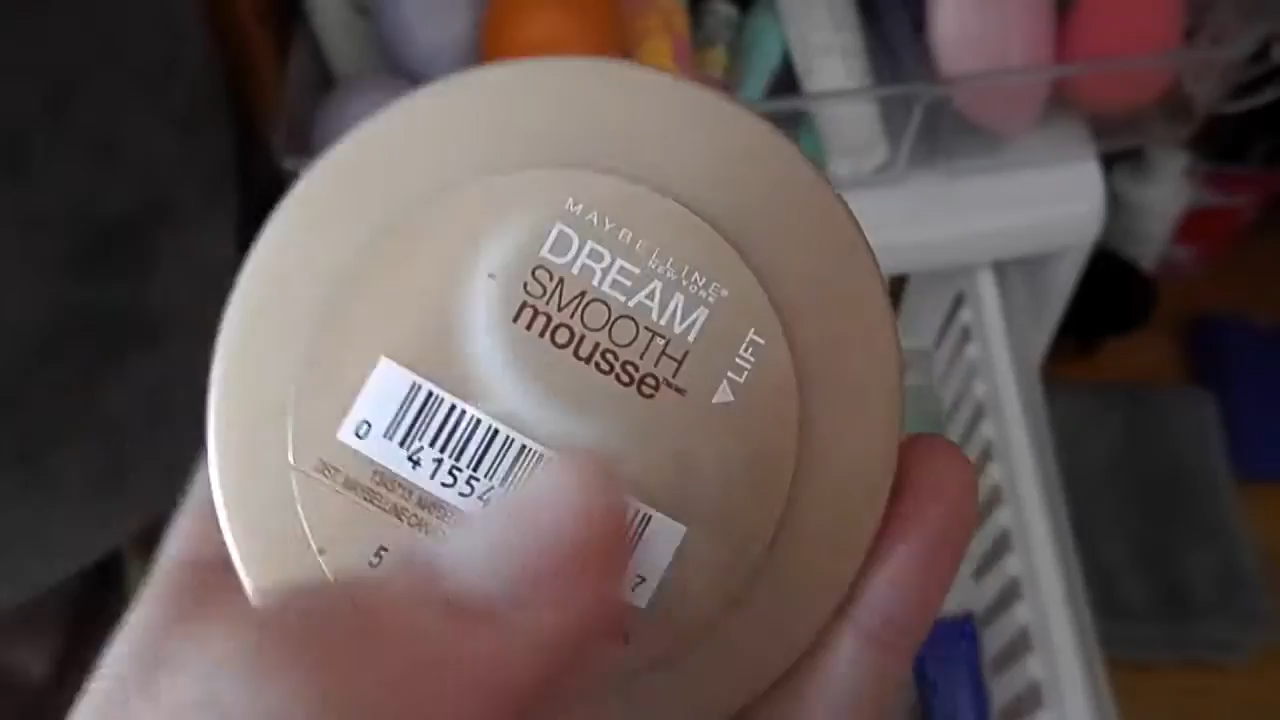 MAYBELLINE®
NEW YORK
DREAM
SMOOTH
mousse
LIFT
0 41554
7
5